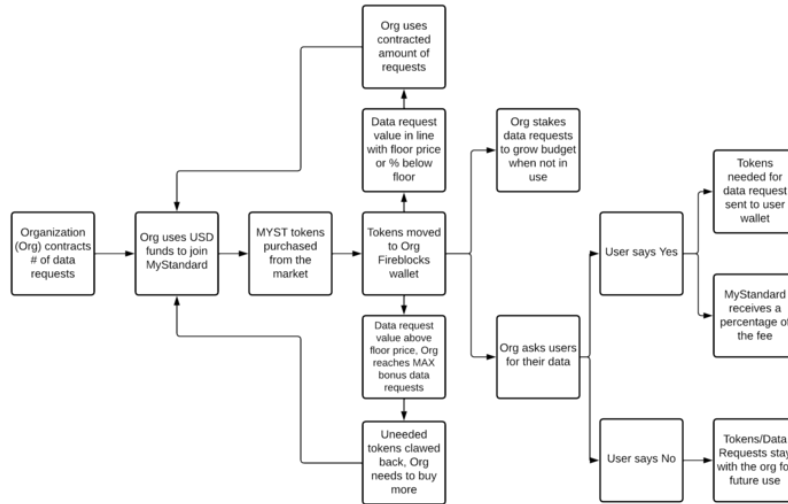 Org uses
contracted
amount of
requests
Data request
value in line
with floor price
or % below
floor
Org stakes
data requests
to grow budget
when not in
use
Tokens
needed for
data request
sent to user
wallet
Organization
(Org) contracts
# of data
requests
Org uses USD
funds to join
MyStandard
MYST tokens
purchased
from the
market
Tokens moved
to Org
Fireblocks
wallet
User says Yes
MyStandard
receives a
percentage of
the fee
Data request
value above
floor price, Org
reaches MAX
bonus data
requests
Org asks users
for their data
Uneeded
tokens clawed
back, Org
needs to buy
more
User says No
Tokens/Data
Requests stay
with the org for
future use